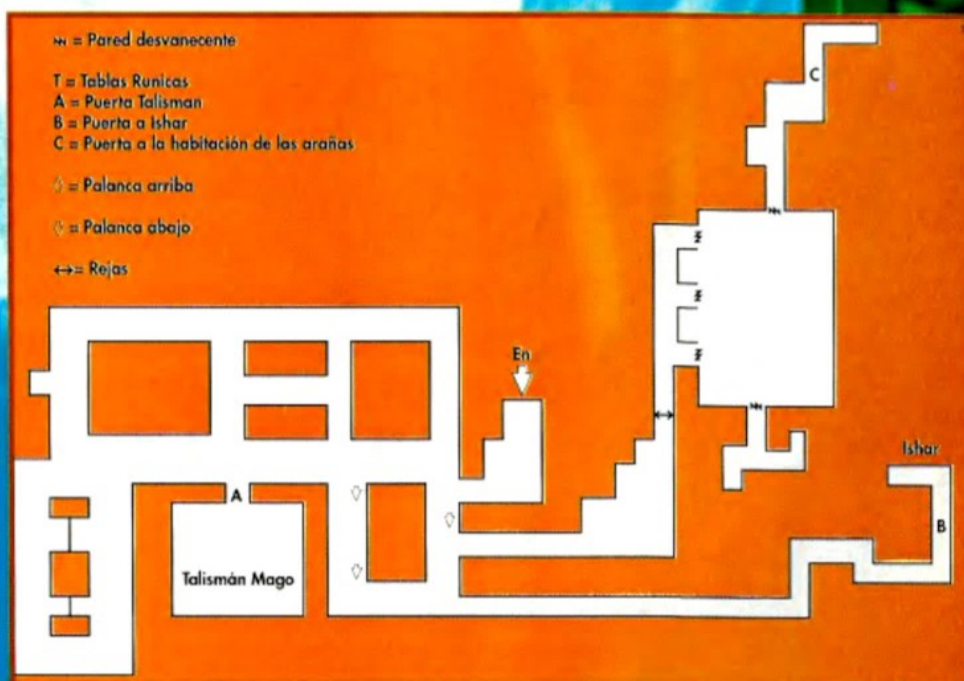 = Pared desvanecente
T = Tablas Runicas
A = Puerta Talisman
B = Puerta a Ishar
C = Puerta a la habitación de las arañas
= Palanca arriba
= Palanca abajo
↔ = Rejas
C
En
Ishar
A
B
Talismán Mago